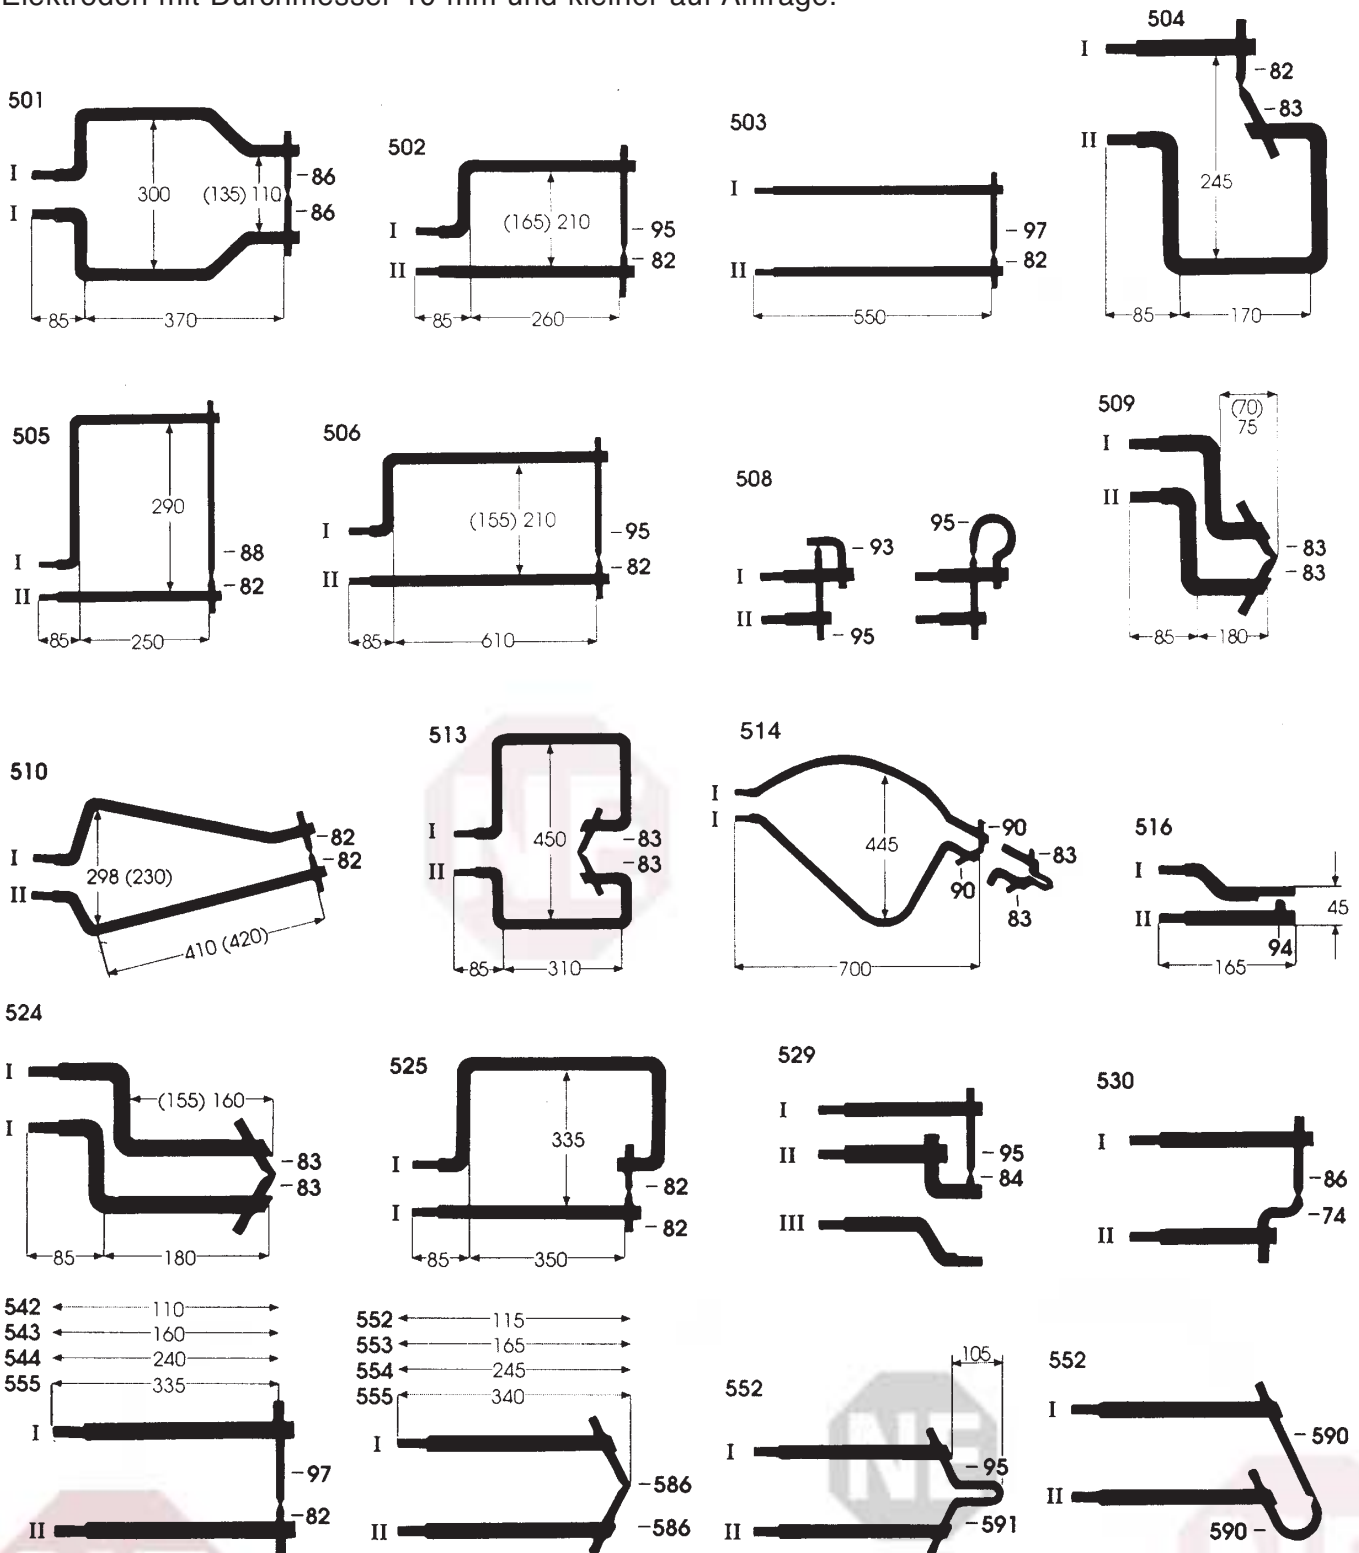 Elektroden mit Durchmesser 10 mm und kleiner auf Anfrage.
501
I
I
300
(135) 110
-86
-86
85
370
502
I
II
(165) 210
-95
-82
85
260
503
I
II
-97
-82
550
504
I
II
-82
-83
245
85
170
505
I
II
290
-88
-82
85
250
506
I
II
(155) 210
-95
-82
85
610
508
I
II
-93
-95
95-
509
(70)
75
I
II
-83
-83
85
180
510
I
II
298 (230)
-82
-82
410 (420)
513
I
II
450
-83
-83
85
310
514
I
I
445
-90
90
-83
83
700
516
I
II
45
94
165
524
I
I
(155) 160
-83
-83
85
180
525
I
I
335
-82
-82
85
350
529
I
II
III
-95
-84
530
I
II
-86
-74
542 110
543 160
544 240
555 335
I
II
-97
-82
552 115
553 165
554 245
555 340
I
II
-586
-586
552
105
I
II
-95
-591
NE
552
I
II
-590
590-